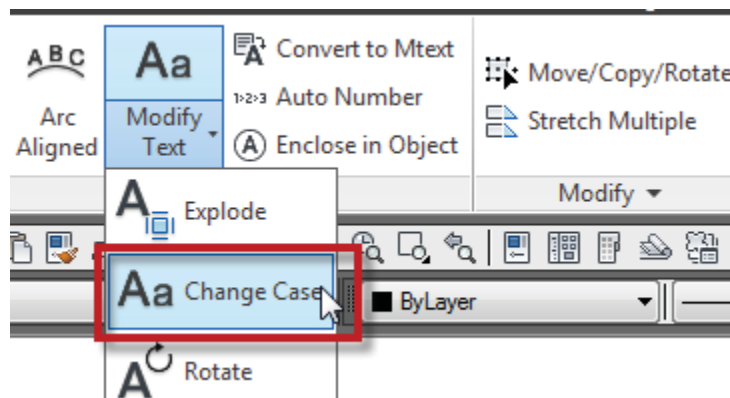 ABC
Arc
Aligned
Aa
Modify
Text
A Convert to Mtext
1>2>3 Auto Number
A Enclose in Object
Move/Copy/Rotate
Stretch Multiple
Modify
A Explode
Aa Change Case
ByLayer
A Rotate